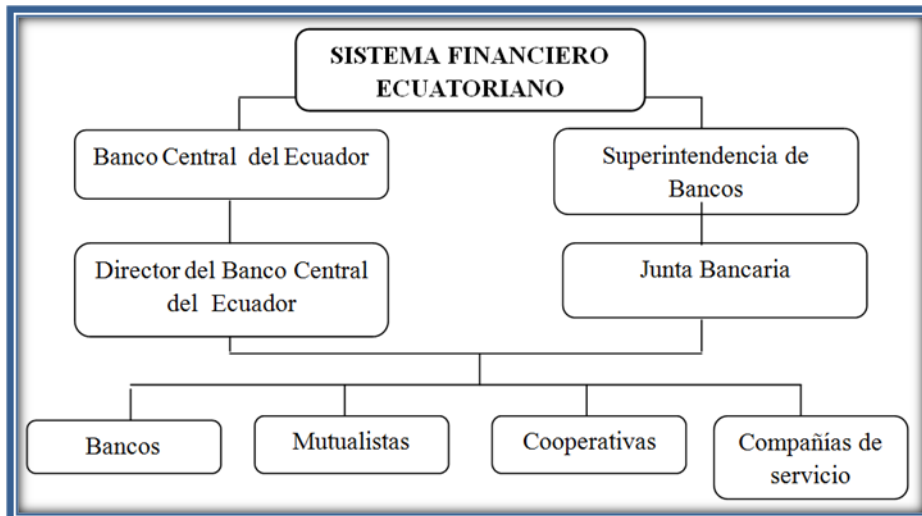 SISTEMA FINANCIERO
ECUATORIANO
Banco Central del Ecuador
Superintendencia de
Bancos
Director del Banco Central
del Ecuador
Junta Bancaria
Bancos
Mutualistas
Cooperativas
Compañías de
servicio